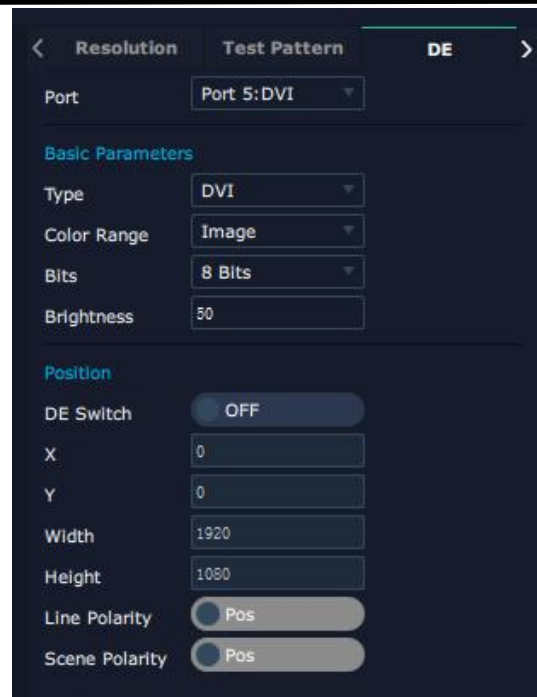 Resolution Test Pattern DE
Port Port 5:DVI
Basic Parameters
Type DVI
Color Range Image
Bits 8 Bits
Brightness 50
Position
DE Switch OFF
X 0
Y 0
Width 1920
Height 1080
Line Polarity Pos
Scene Polarity Pos